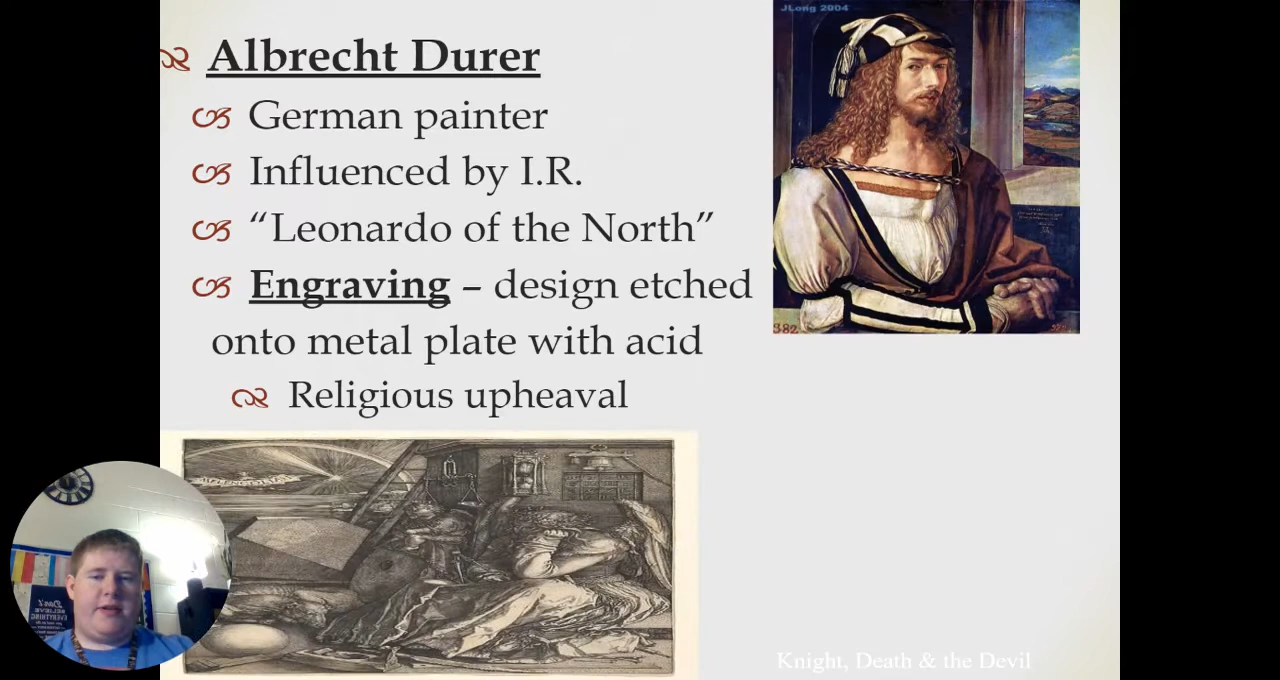 JLong 2004
Albrecht Durer
German painter
Influenced by I.R.
“Leonardo of the North”
Engraving – design etched
onto metal plate with acid
Religious upheaval
Knight, Death & the Devil